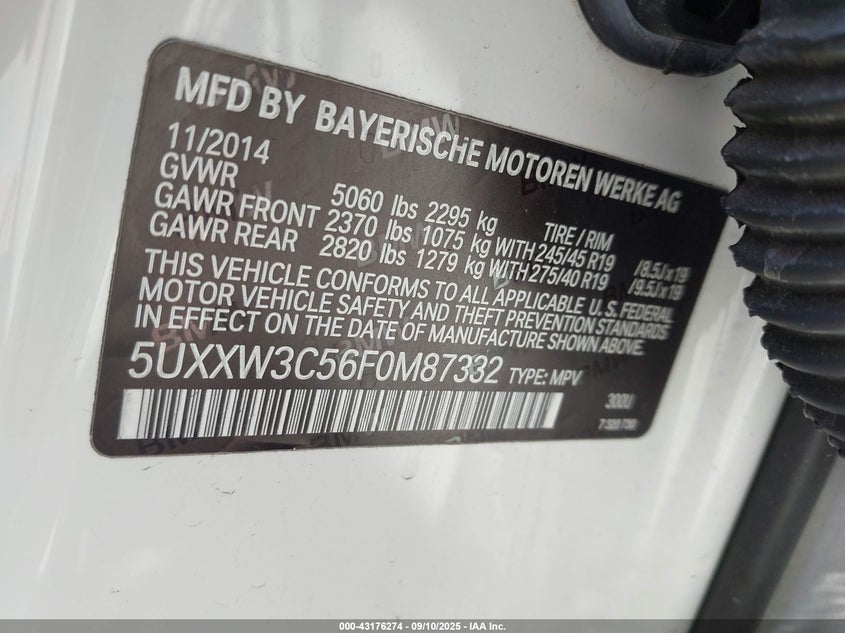 MFD BY BAYERISCHE MOTOREN WERKE AG
11/2014
GVWR 5060 lbs 2295 kg TIRE / RIM
GAWR FRONT 2370 lbs 1075 kg WITH 245/45 R19 /8.5J x 19
GAWR REAR 2820 lbs 1279 kg WITH 275/40 R19 /9.5J x 19
THIS VEHICLE CONFORMS TO ALL APPLICABLE U. S. FEDERAL
MOTOR VEHICLE SAFETY AND THEFT PREVENTION STANDARDS
IN EFFECT ON THE DATE OF MANUFACTURE SHOWN ABOVE.
5UXXW3C56F0M87332 TYPE: MPV
300U
000-43176274 - 09/10/2025 - IAA Inc.